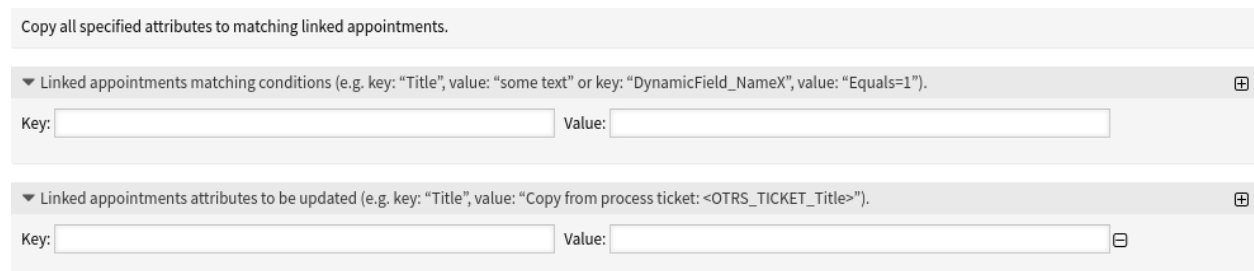 Copy all specified attributes to matching linked appointments.
Linked appointments matching conditions (e.g. key: “Title”, value: “some text” or key: “DynamicField_NameX”, value: “Equals=1”).
Key: Value:
Linked appointments attributes to be updated (e.g. key: “Title”, value: “Copy from process ticket: <OTRS_TICKET_Title>”).
Key: Value: